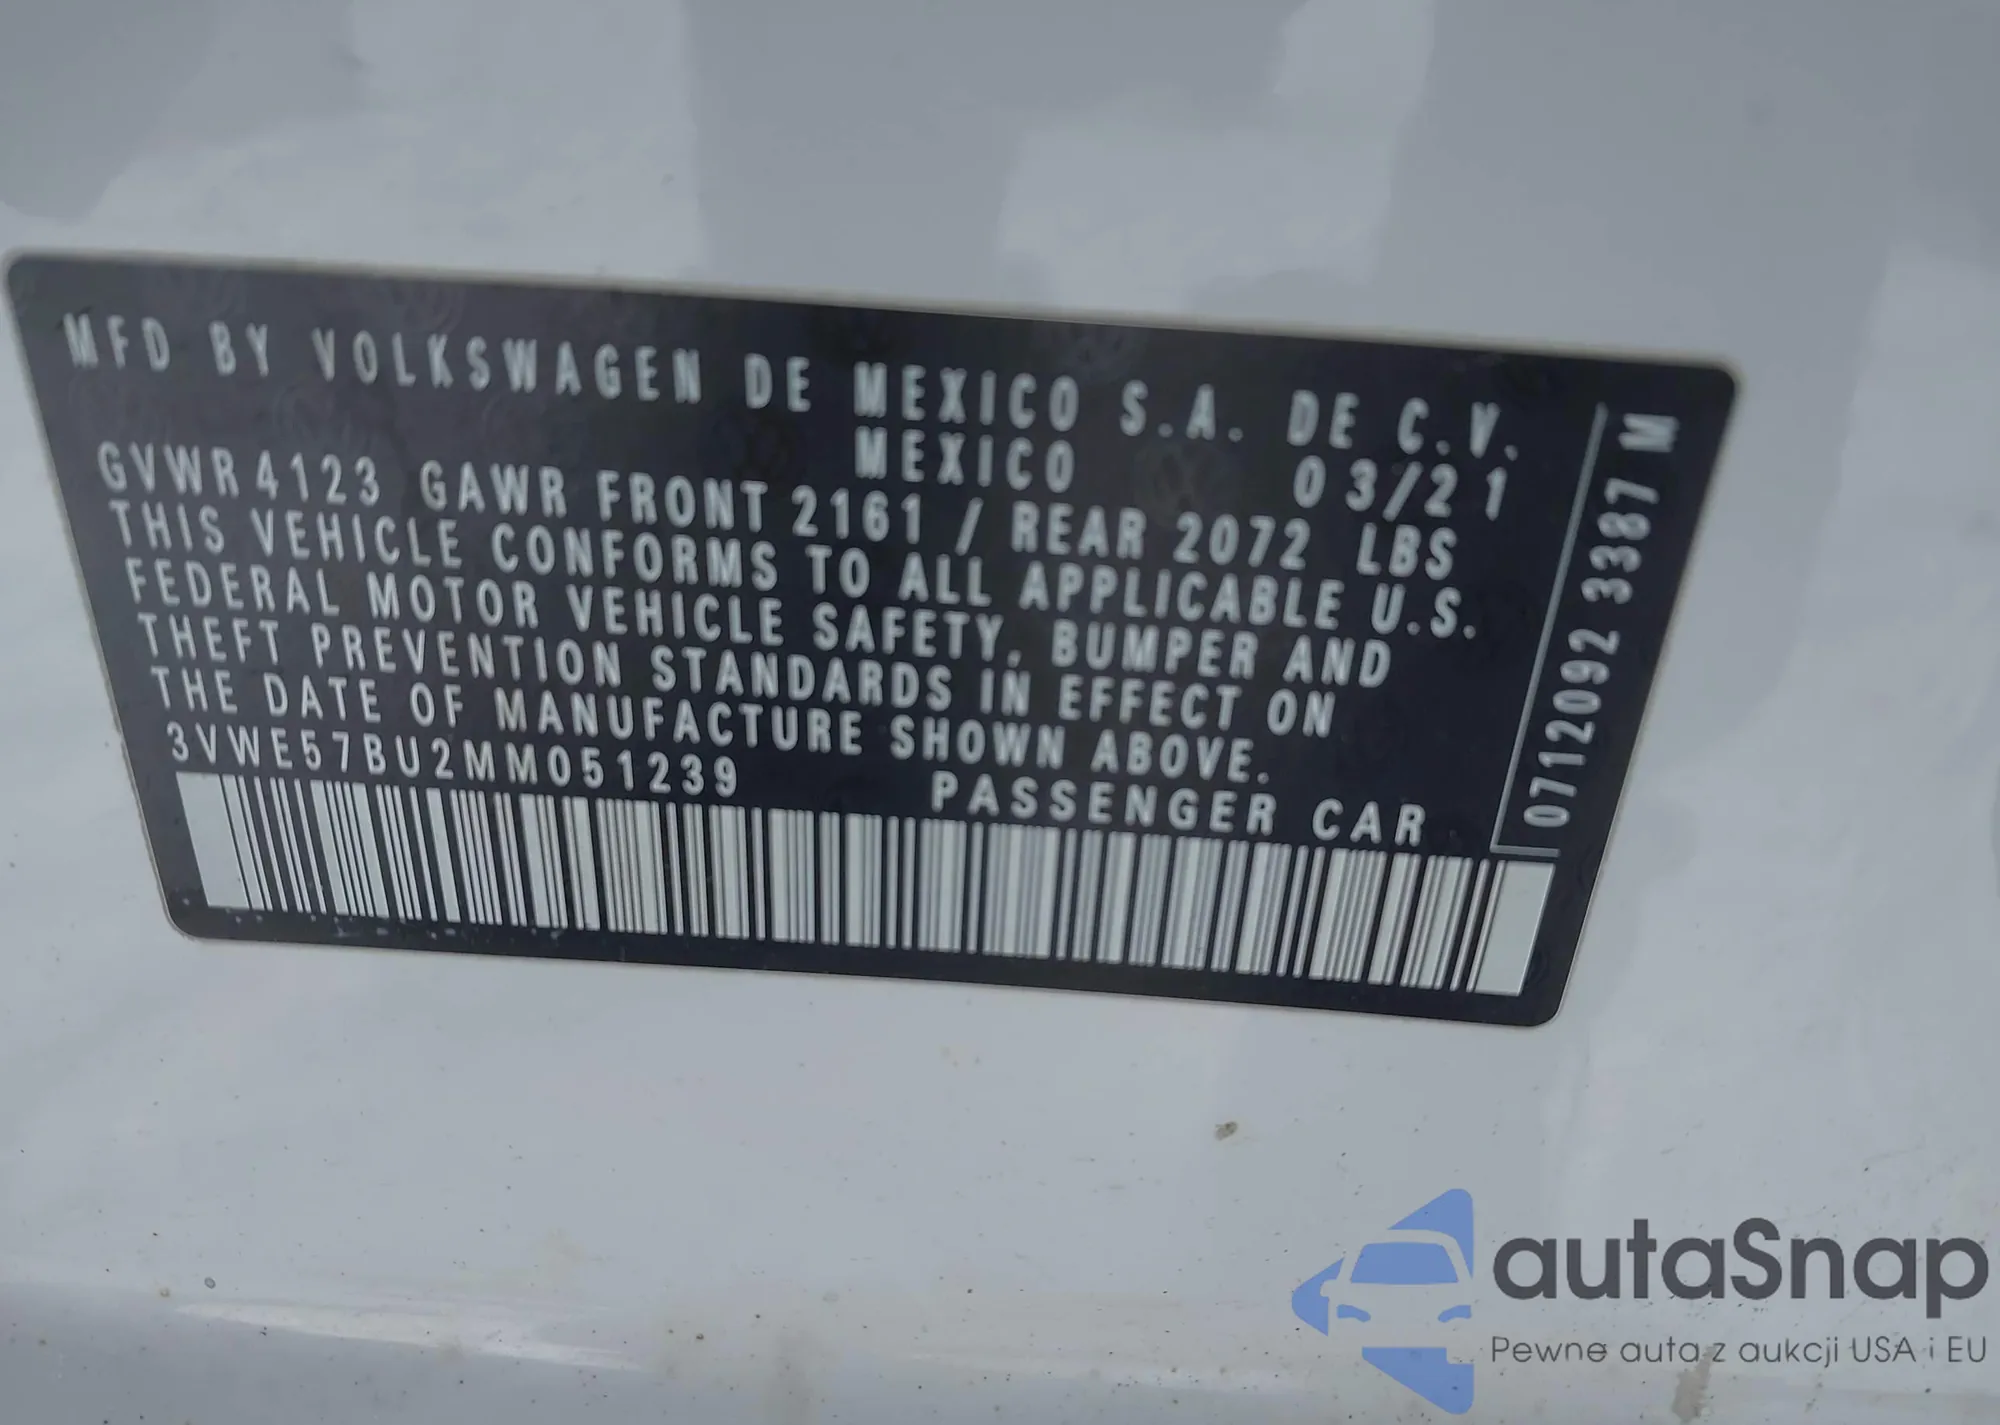 MFD BY VOLKSWAGEN DE MEXICO S.A. DE C.V.
MEXICO 03/21
GVWR 4123 GAWR FRONT 2161 / REAR 2072 LBS
THIS VEHICLE CONFORMS TO ALL APPLICABLE U.S.
FEDERAL MOTOR VEHICLE SAFETY, BUMPER AND
THEFT PREVENTION STANDARDS IN EFFECT ON
THE DATE OF MANUFACTURE SHOWN ABOVE.
3VWE57BU2MM051239 PASSENGER CAR
0712092 3387 M
autaSnap
Pewne auta z aukcji USA i EU